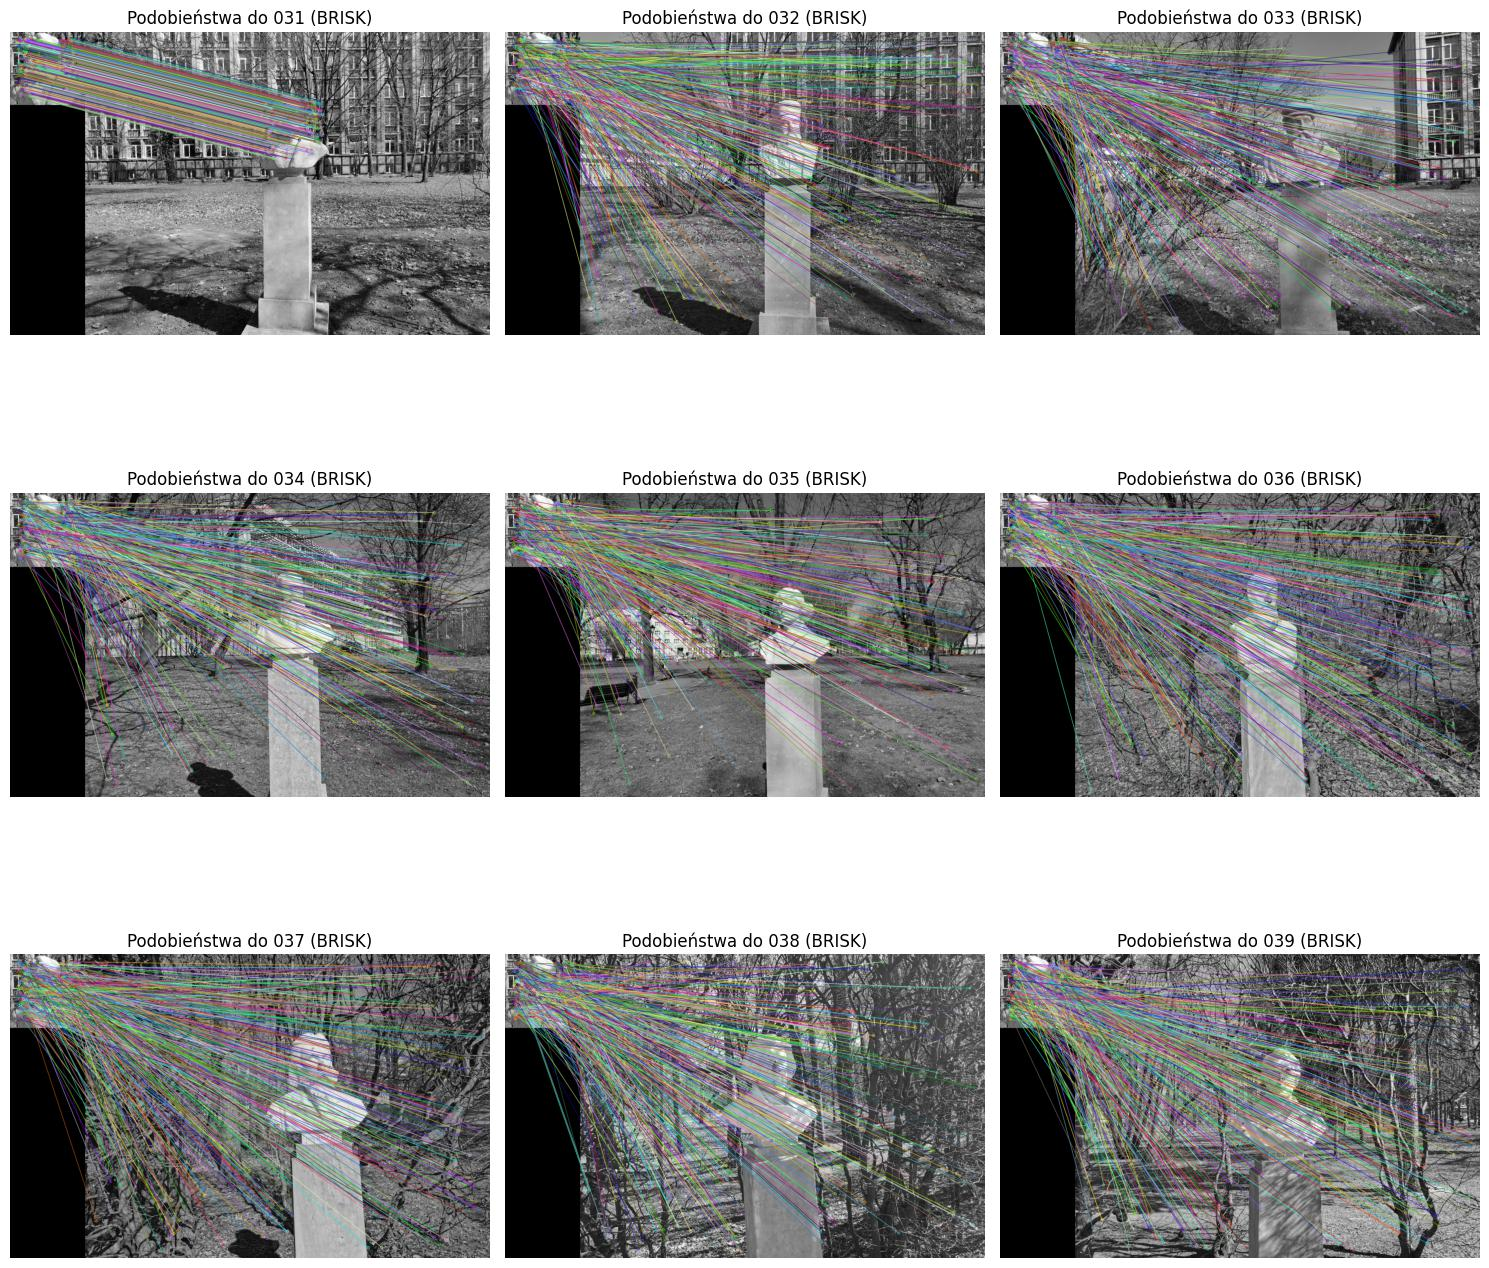 Podobieństwa do 031 (BRISK)
Podobieństwa do 032 (BRISK)
Podobieństwa do 033 (BRISK)
Podobieństwa do 034 (BRISK)
Podobieństwa do 035 (BRISK)
Podobieństwa do 036 (BRISK)
Podobieństwa do 037 (BRISK)
Podobieństwa do 038 (BRISK)
Podobieństwa do 039 (BRISK)